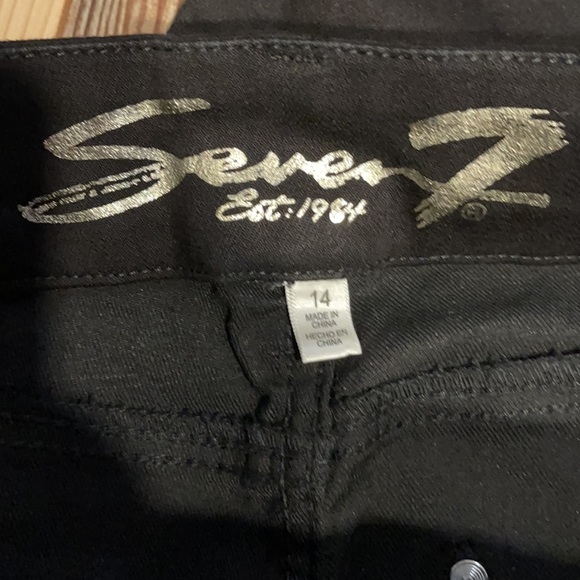 Seven7
Est: 1984
®
14
MADE IN
CHINA
HECHO EN
CHINA